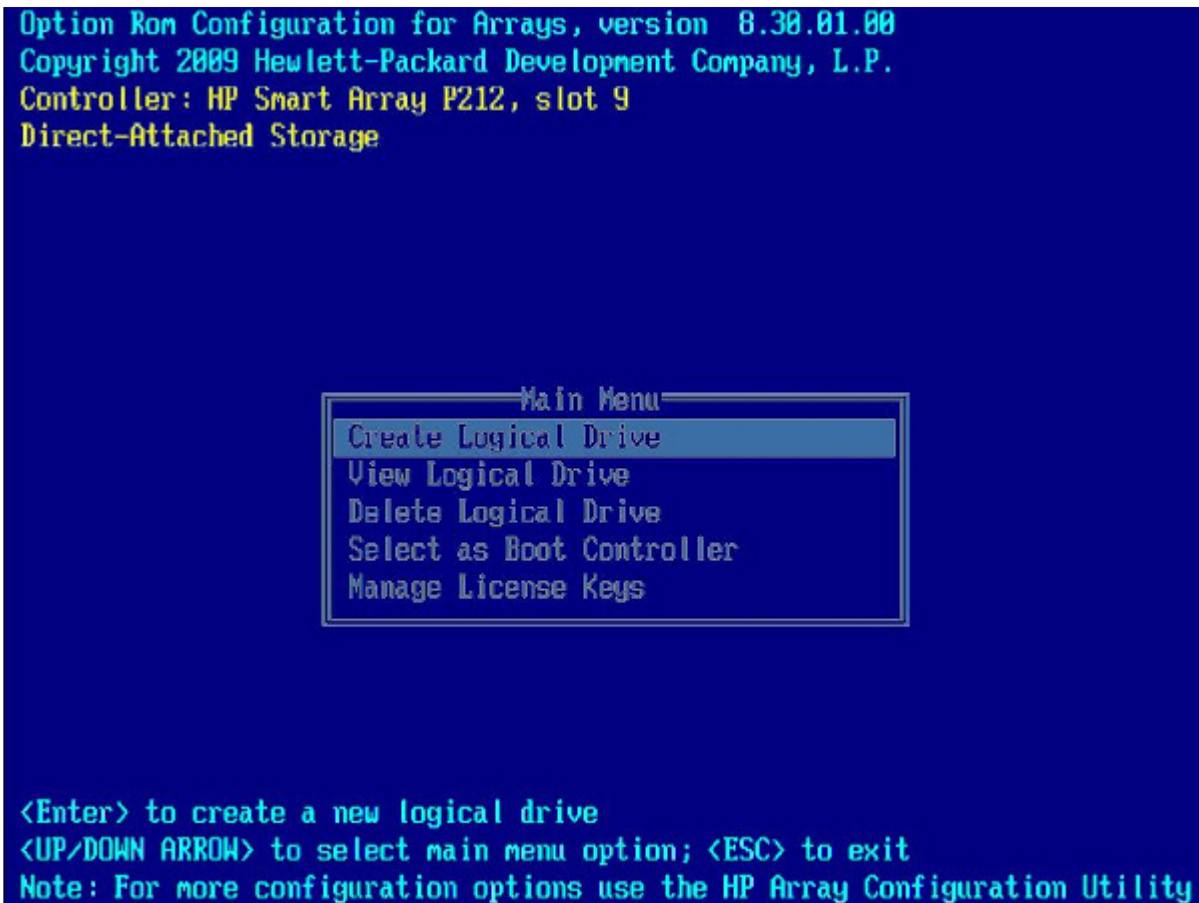 Option Rom Configuration for Arrays, version  8.30.01.00
Copyright 2009 Hewlett-Packard Development Company, L.P.
Controller: HP Smart Array P212, slot 9
Direct-Attached Storage
Main Menu
Create Logical Drive
View Logical Drive
Delete Logical Drive
Select as Boot Controller
Manage License Keys
<Enter> to create a new logical drive
<UP/DOWN ARROW> to select main menu option; <ESC> to exit
Note: For more configuration options use the HP Array Configuration Utility